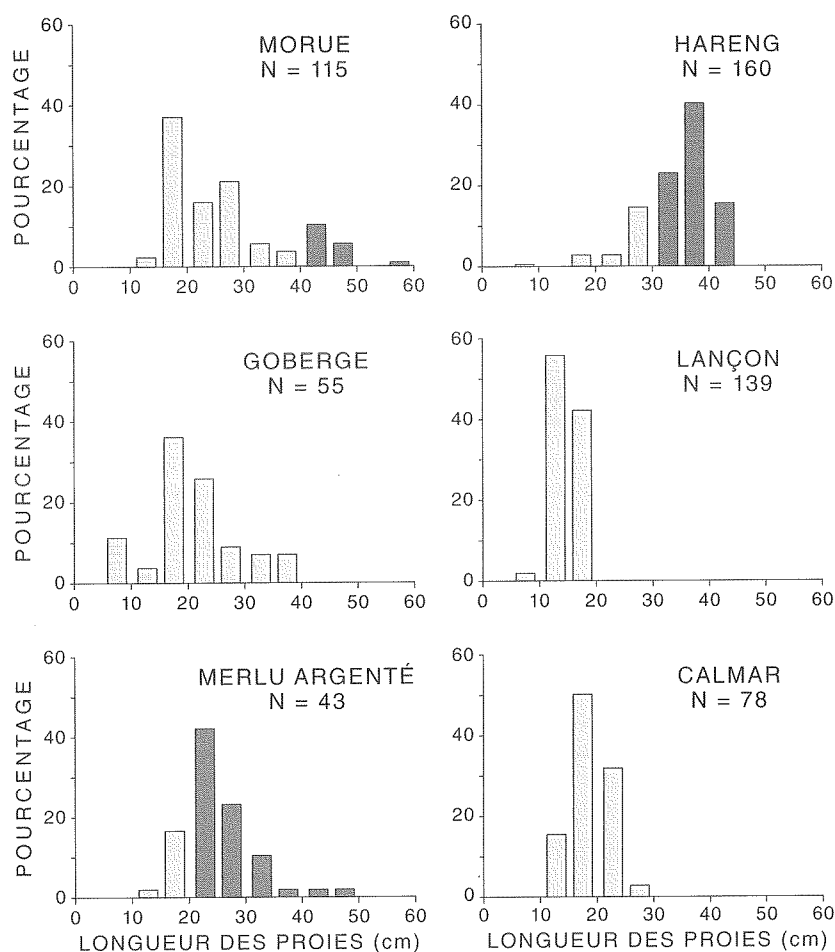 MORUE
N = 115
POURCENTAGE
60
40
20
0
0 10 20 30 40 50 60
HARENG
N = 160
60
40
20
0
0 10 20 30 40 50 60
GOBERGE
N = 55
POURCENTAGE
60
40
20
0
0 10 20 30 40 50 60
LANÇON
N = 139
60
40
20
0
0 10 20 30 40 50 60
MERLU ARGENTÉ
N = 43
POURCENTAGE
60
40
20
0
0 10 20 30 40 50 60
LONGUEUR DES PROIES (cm)
CALMAR
N = 78
60
40
20
0
0 10 20 30 40 50 60
LONGUEUR DES PROIES (cm)